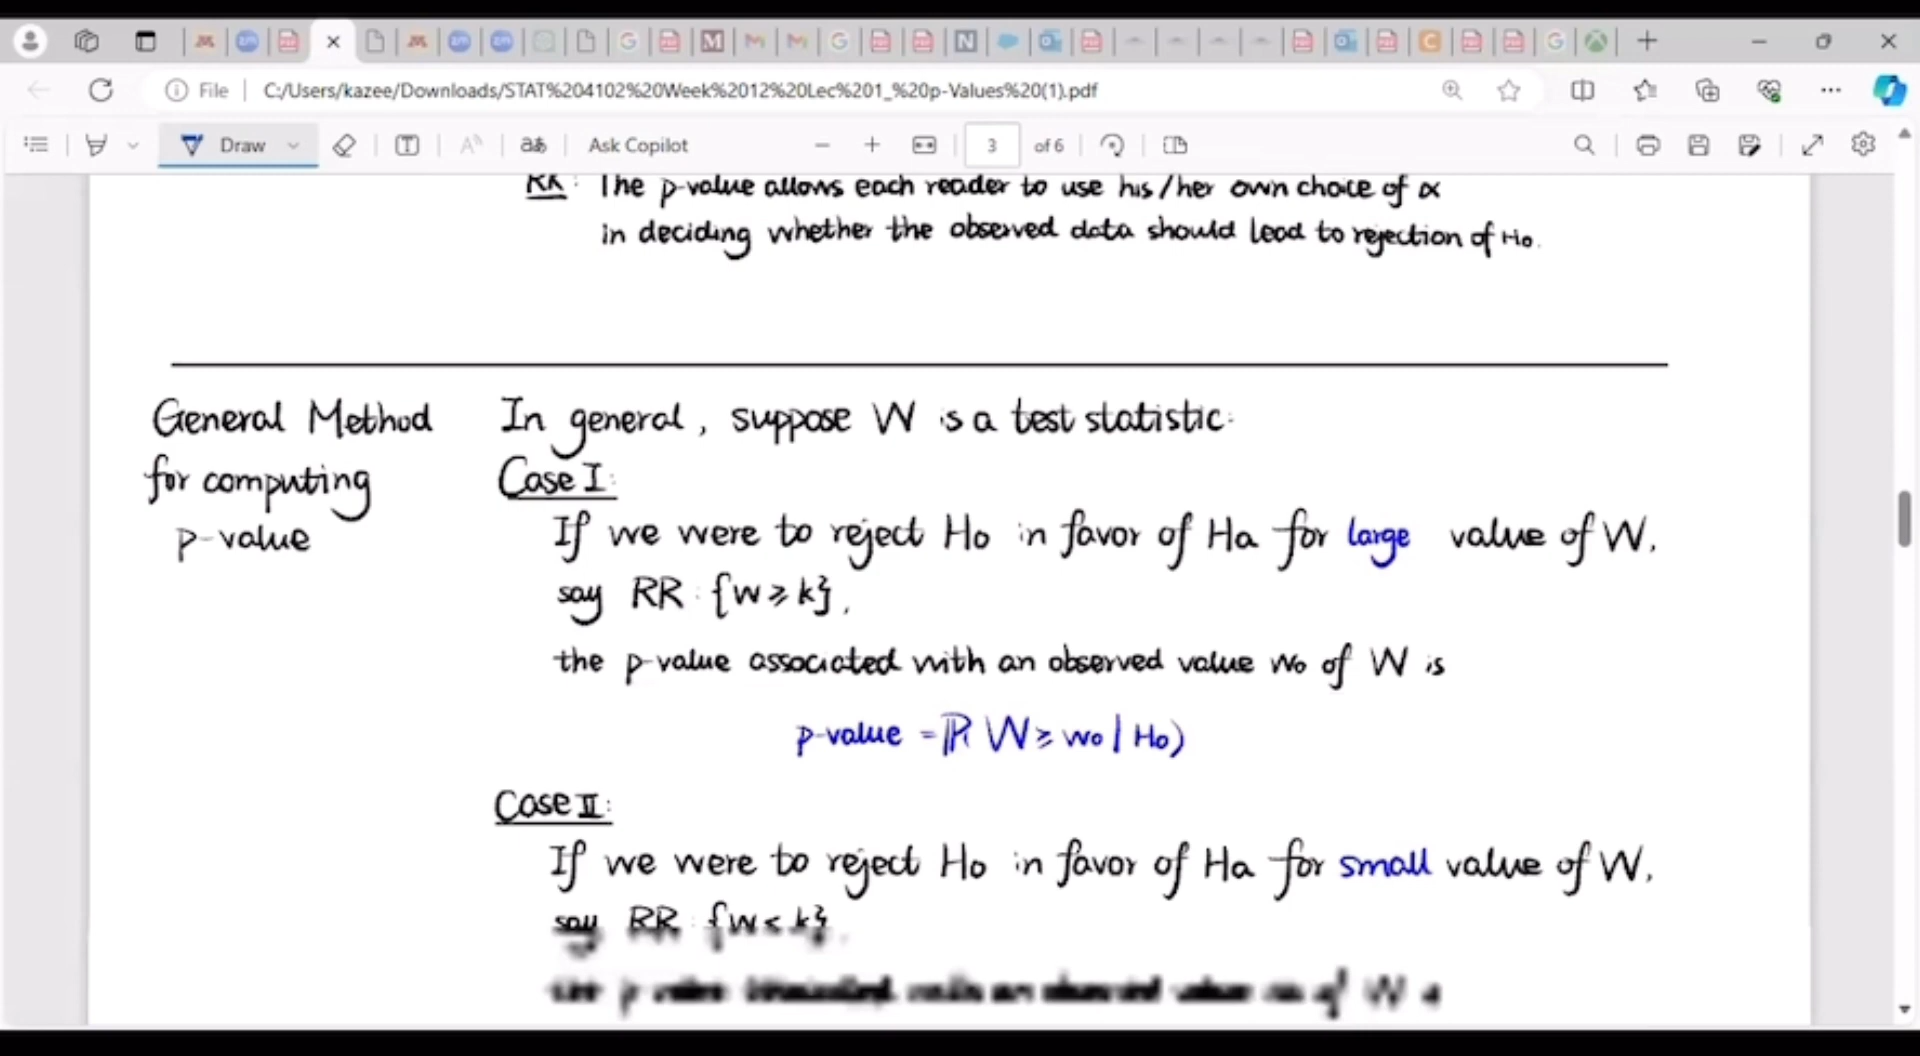 File
C:/Users/kazee/Downloads/STAT%204102%20Week%2012%20Lec%201_%20p-Values%20(1).pdf
Draw
Ask Copilot
3 of 6
RR: The p-value allows each reader to use his/her own choice of α
in deciding whether the observed data should lead to rejection of Ho.
General Method
for computing
p-value
In general, suppose W is a test statistic.
Case I:
If we were to reject Ho in favor of Ha for large value of W,
say RR: {W ≥ k},
the p-value associated with an observed value wo of W is
p-value = ℙ W ≥ wo | Ho)
Case II:
If we were to reject Ho in favor of Ha for small value of W,
say RR: {W ≤ k},